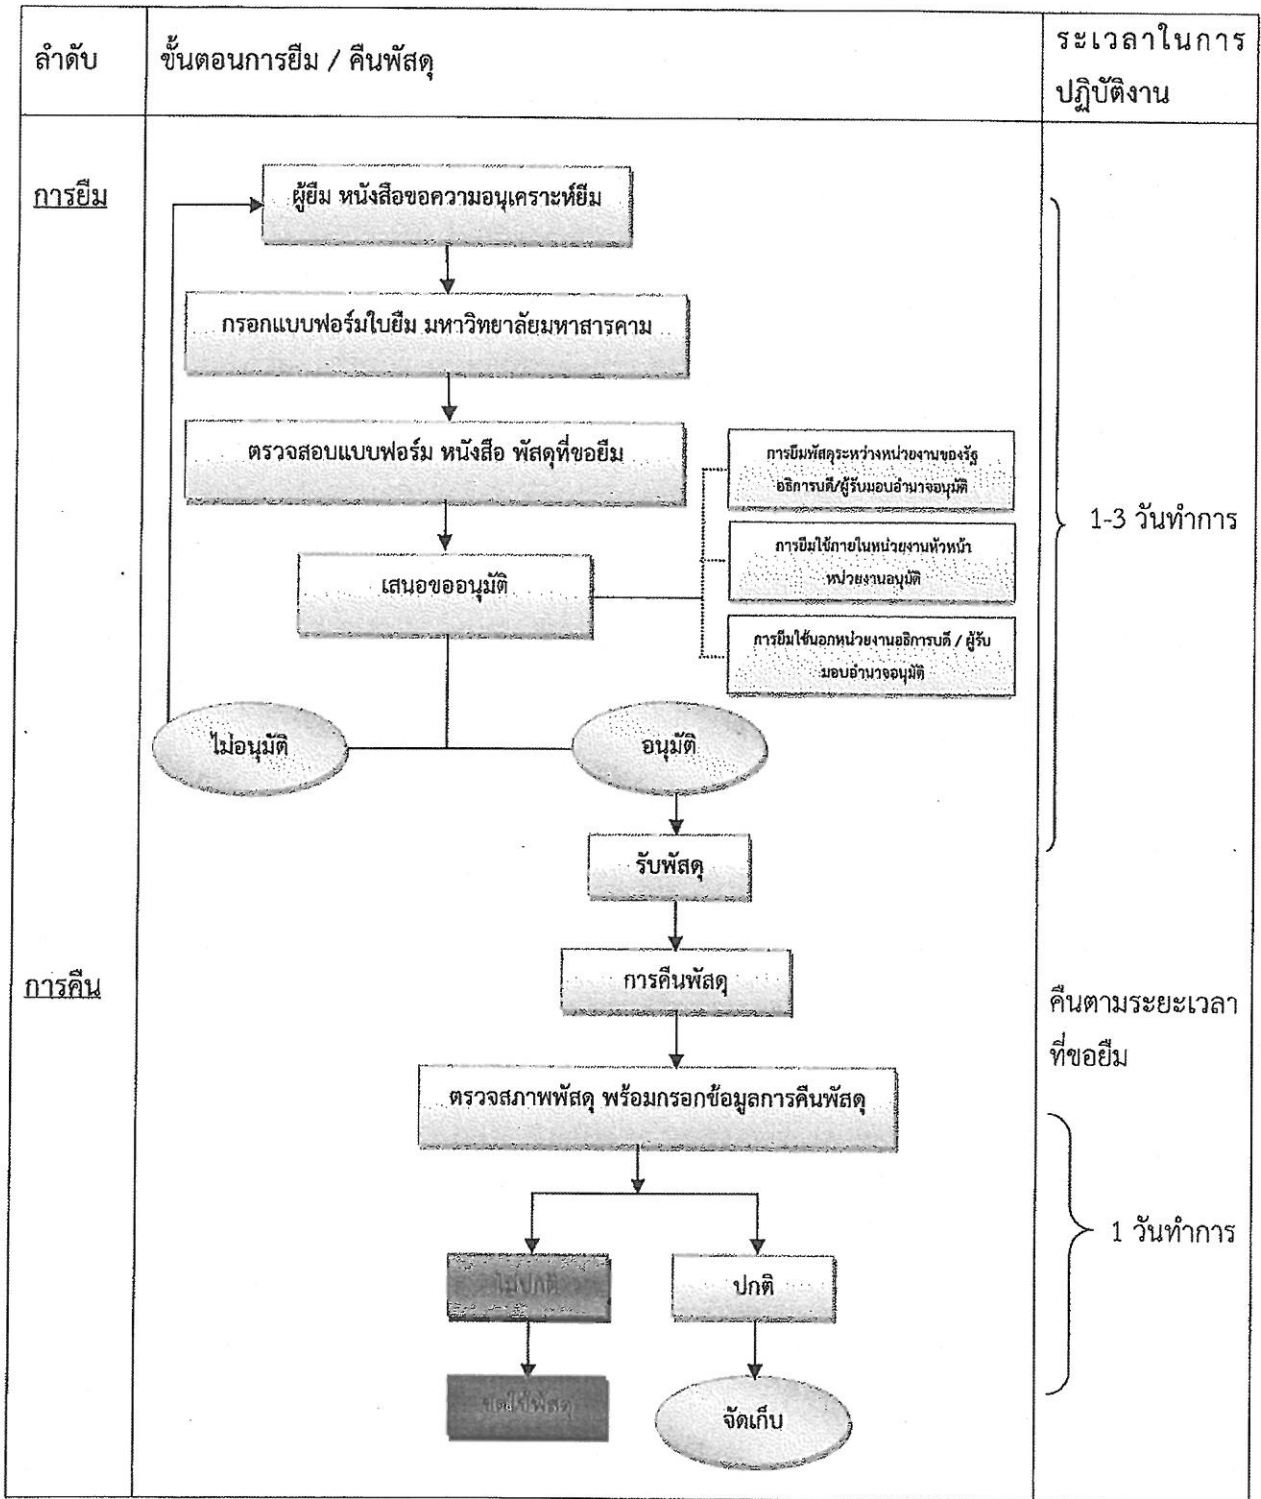 ลำดับ
ขั้นตอนการยืม / คืนพัสดุ
ระเวลาในการ
ปฏิบัติงาน
การยืม
ผู้ยืม หนังสือขอความอนุเคราะห์ยืม
กรอกแบบฟอร์มใบยืม มหาวิทยาลัยมหาสารคาม
ตรวจสอบแบบฟอร์ม หนังสือ พัสดุที่ขอยืม
เสนอขออนุมัติ
การยืมพัสดุระหว่างหน่วยงานของรัฐ
อธิการบดี/ผู้รับมอบอำนาจอนุมัติ
การยืมใช้ภายในหน่วยงานหัวหน้า
หน่วยงานอนุมัติ
การยืมใช้นอกหน่วยงานอธิการบดี / ผู้รับ
มอบอำนาจอนุมัติ
1-3 วันทำการ
ไม่อนุมัติ
อนุมัติ
รับพัสดุ
การคืน
การคืนพัสดุ
คืนตามระยะเวลา
ที่ขอยืม
ตรวจสภาพพัสดุ พร้อมกรอกข้อมูลการคืนพัสดุ
1 วันทำการ
ไม่ปกติ
ปกติ
ชดใช้พัสดุ
จัดเก็บ